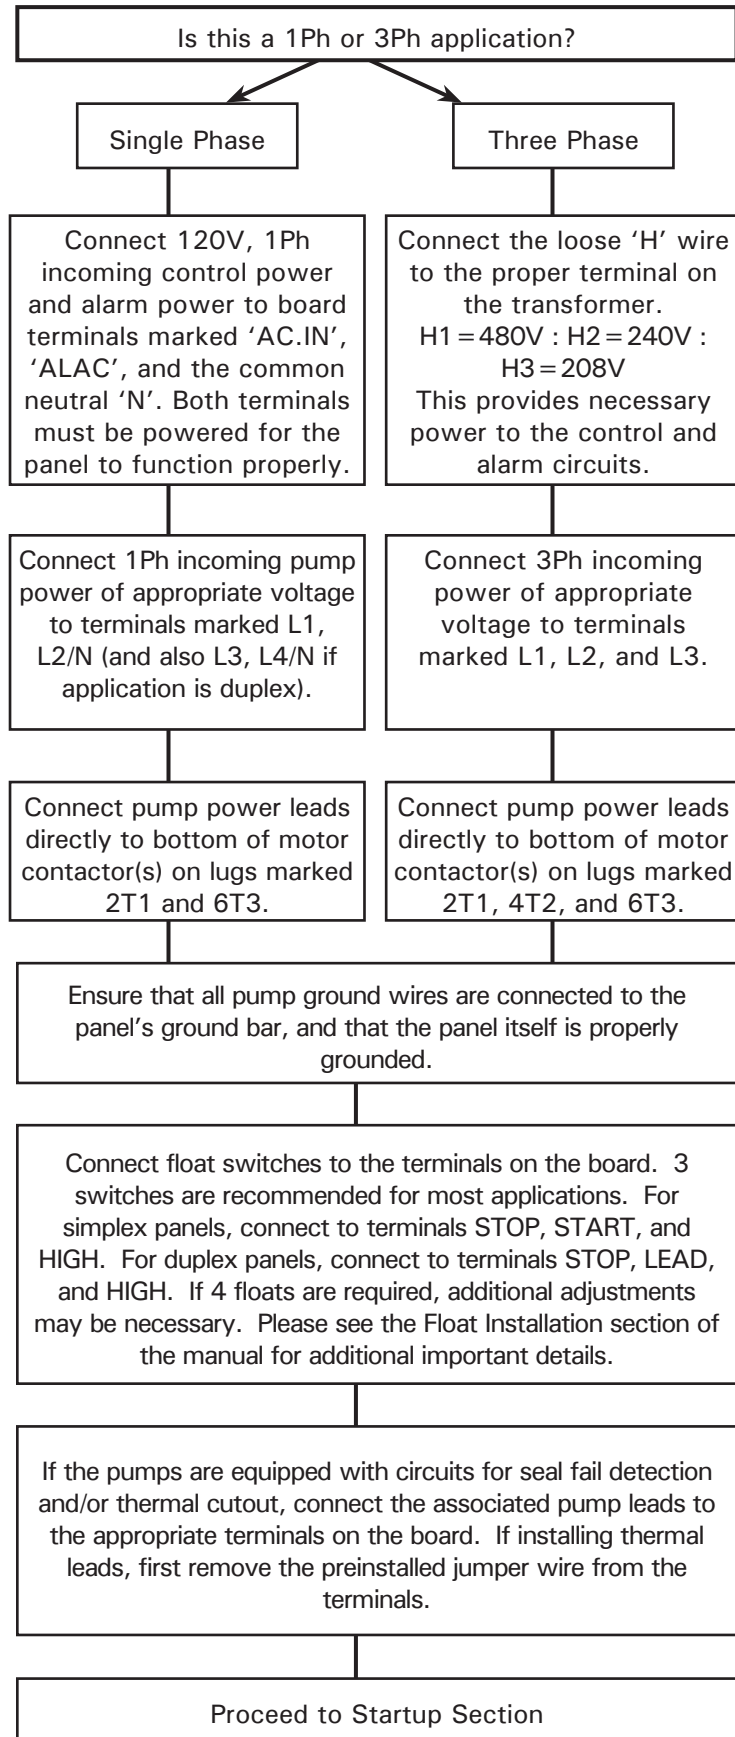 Is this a 1Ph or 3Ph application?
Single Phase
Three Phase
Connect 120V, 1Ph
incoming control power
and alarm power to board
terminals marked ‘AC.IN’,
‘ALAC’, and the common
neutral ‘N’. Both terminals
must be powered for the
panel to function properly.
Connect the loose ‘H’ wire
to the proper terminal on
the transformer.
H1=480V : H2=240V :
H3=208V
This provides necessary
power to the control and
alarm circuits.
Connect 1Ph incoming pump
power of appropriate voltage
to terminals marked L1,
L2/N (and also L3, L4/N if
application is duplex).
Connect 3Ph incoming
power of appropriate
voltage to terminals
marked L1, L2, and L3.
Connect pump power leads
directly to bottom of motor
contactor(s) on lugs marked
2T1 and 6T3.
Connect pump power leads
directly to bottom of motor
contactor(s) on lugs marked
2T1, 4T2, and 6T3.
Ensure that all pump ground wires are connected to the
panel’s ground bar, and that the panel itself is properly
grounded.
Connect float switches to the terminals on the board.  3
switches are recommended for most applications.  For
simplex panels, connect to terminals STOP, START, and
HIGH.  For duplex panels, connect to terminals STOP, LEAD,
and HIGH.  If 4 floats are required, additional adjustments
may be necessary.  Please see the Float Installation section of
the manual for additional important details.
If the pumps are equipped with circuits for seal fail detection
and/or thermal cutout, connect the associated pump leads to
the appropriate terminals on the board.  If installing thermal
leads, first remove the preinstalled jumper wire from the
terminals.
Proceed to Startup Section